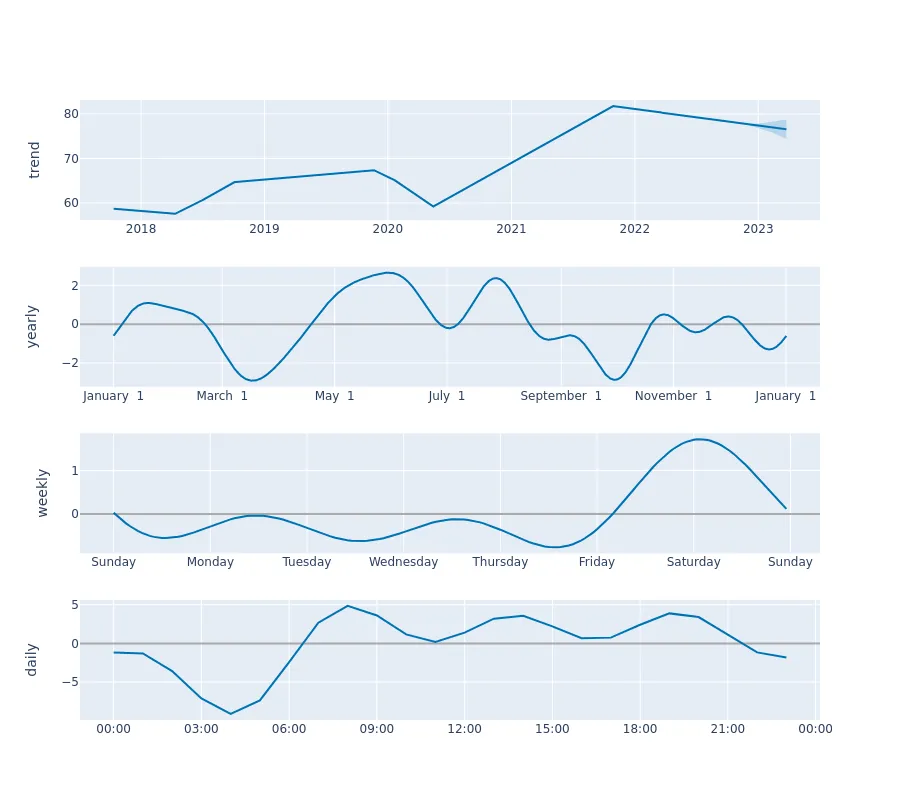 trend
80
70
60
2018 2019 2020 2021 2022 2023
yearly
2
0
−2
January 1 March 1 May 1 July 1 September 1 November 1 January 1
weekly
1
0
Sunday Monday Tuesday Wednesday Thursday Friday Saturday Sunday
daily
5
0
−5
00:00 03:00 06:00 09:00 12:00 15:00 18:00 21:00 00:00